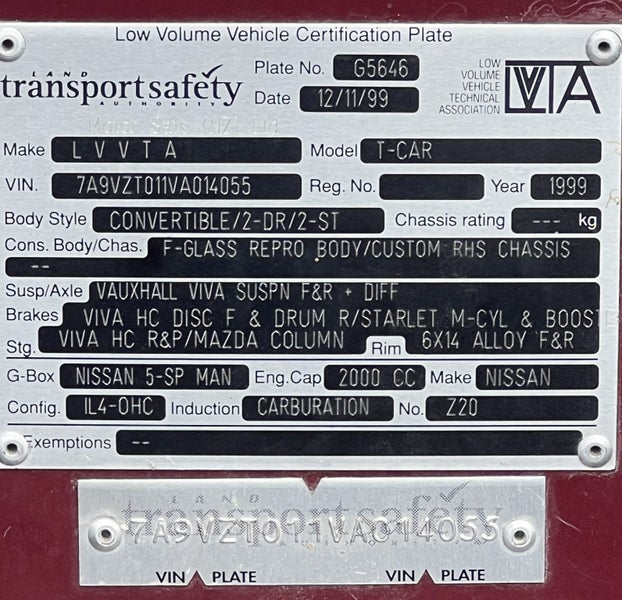 Low Volume Vehicle Certification Plate
LAND
transportsafety
AUTHORITY
Plate No. G5646
Date 12/11/99
LOW
VOLUME
VEHICLE
TECHNICAL
ASSOCIATION
LVVTA
Make LVVTA Model T-CAR
VIN. 7A9VZT011VA014055 Reg. No. Year 1999
Body Style CONVERTIBLE/2-DR/2-ST Chassis rating --- kg
Cons. Body/Chas. F-GLASS REPRO BODY/CUSTOM RHS CHASSIS
--
Susp/Axle VAUXHALL VIVA SUSPN F&R + DIFF
Brakes VIVA HC DISC F & DRUM R/STARLET M-CYL & BOOSTE
Stg. VIVA HC R&P/MAZDA COLUMN Rim 6X14 ALLOY F&R
G-Box NISSAN 5-SP MAN Eng.Cap 2000 CC Make NISSAN
Config. IL4-OHC Induction CARBURATION No. Z20
Exemptions --
LAND
transportsafety
7A9VZT011VA014055
VIN PLATE VIN PLATE